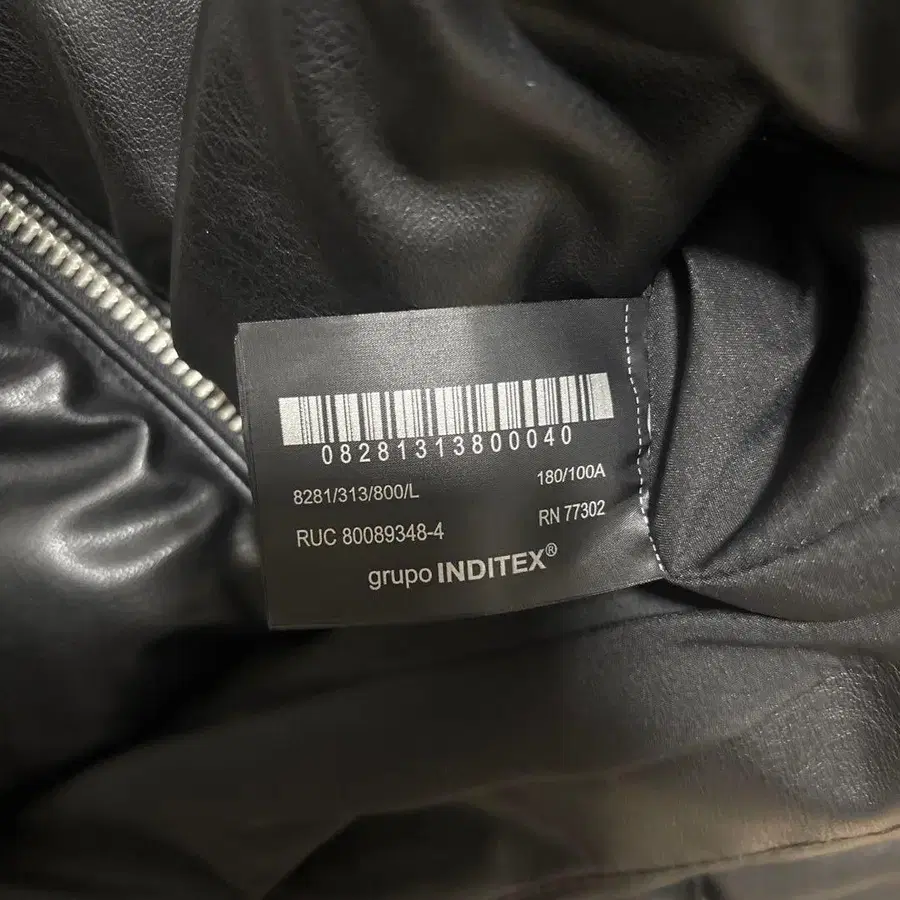 08281313800040
8281/313/800/L
180/100A
RUC 80089348-4
RN 77302
grupo INDITEX®